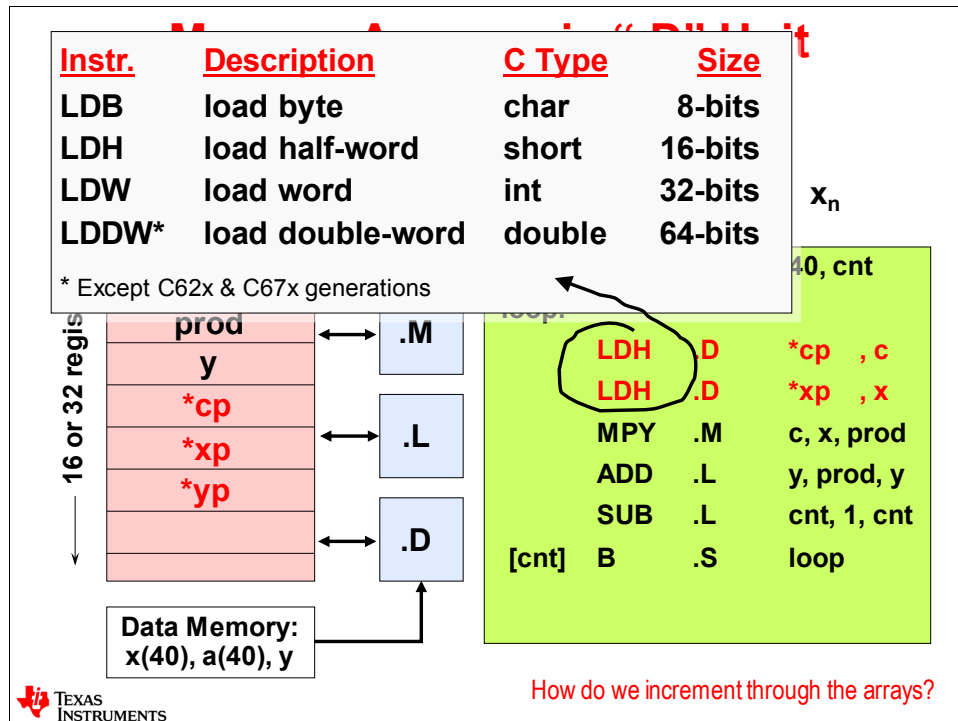 Instr. Description C Type Size
LDB load byte char 8-bits
LDH load half-word short 16-bits
LDW load word int 32-bits
LDDW* load double-word double 64-bits
* Except C62x & C67x generations
xn
40, cnt
loop:
16 or 32 regis
prod
y
*cp
*xp
*yp
.M
.L
.D
LDH .D *cp , c
LDH .D *xp , x
MPY .M c, x, prod
ADD .L y, prod, y
SUB .L cnt, 1, cnt
[cnt] B .S loop
Data Memory:
x(40), a(40), y
How do we increment through the arrays?
TEXAS
INSTRUMENTS